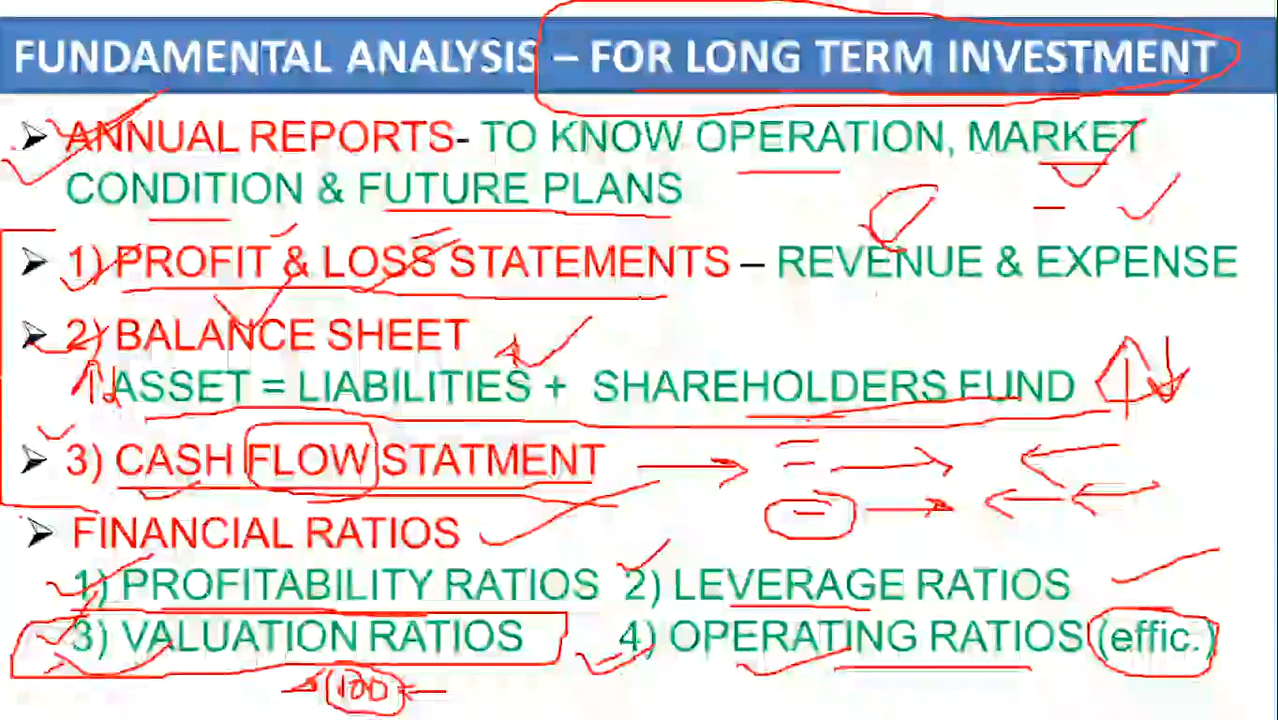 FUNDAMENTAL ANALYSIS – FOR LONG TERM INVESTMENT
ANNUAL REPORTS- TO KNOW OPERATION, MARKET
CONDITION & FUTURE PLANS
1) PROFIT & LOSS STATEMENTS – REVENUE & EXPENSE
2) BALANCE SHEET
ASSET = LIABILITIES + SHAREHOLDERS FUND
3) CASH FLOW STATMENT
FINANCIAL RATIOS
1) PROFITABILITY RATIOS 2) LEVERAGE RATIOS
3) VALUATION RATIOS 4) OPERATING RATIOS (effic.)
100